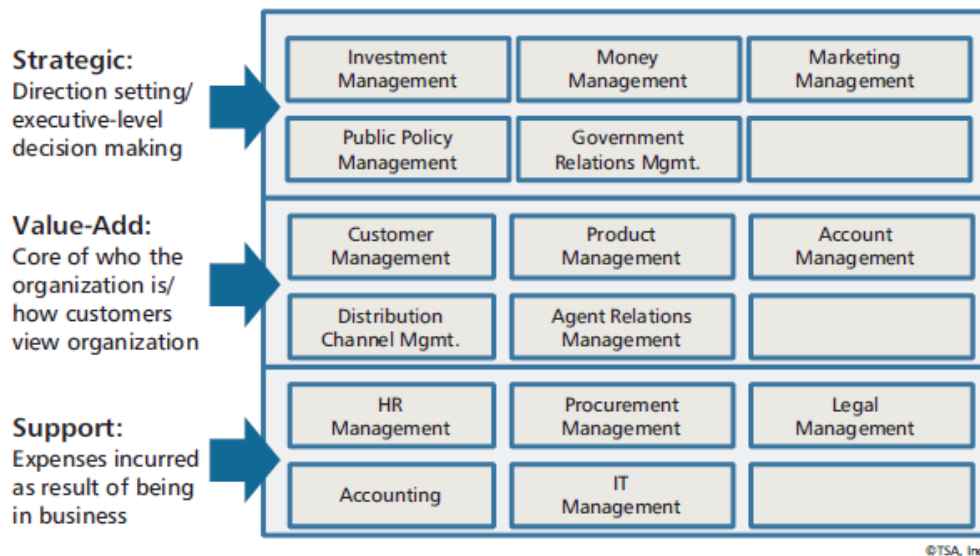 Strategic:
Direction setting/
executive-level
decision making
Investment
Management
Money
Management
Marketing
Management
Public Policy
Management
Government
Relations Mgmt.
Value-Add:
Core of who the
organization is/
how customers
view organization
Customer
Management
Product
Management
Account
Management
Distribution
Channel Mgmt.
Agent Relations
Management
Support:
Expenses incurred
as result of being
in business
HR
Management
Procurement
Management
Legal
Management
Accounting
IT
Management
©TSA, In